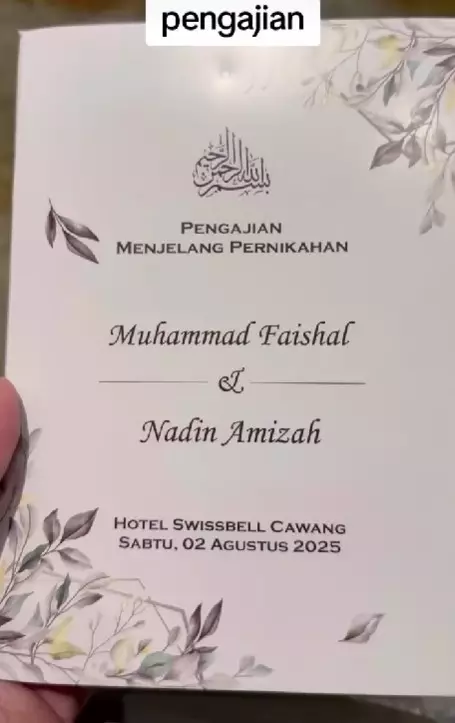 pengajian
بسم الله الرحمن الرحيم
PENGAJIAN
MENJELANG PERNIKAHAN
Muhammad Faishal
&
Nadin Amizah
HOTEL SWISSBELL CAWANG
SABTU, 02 AGUSTUS 2025